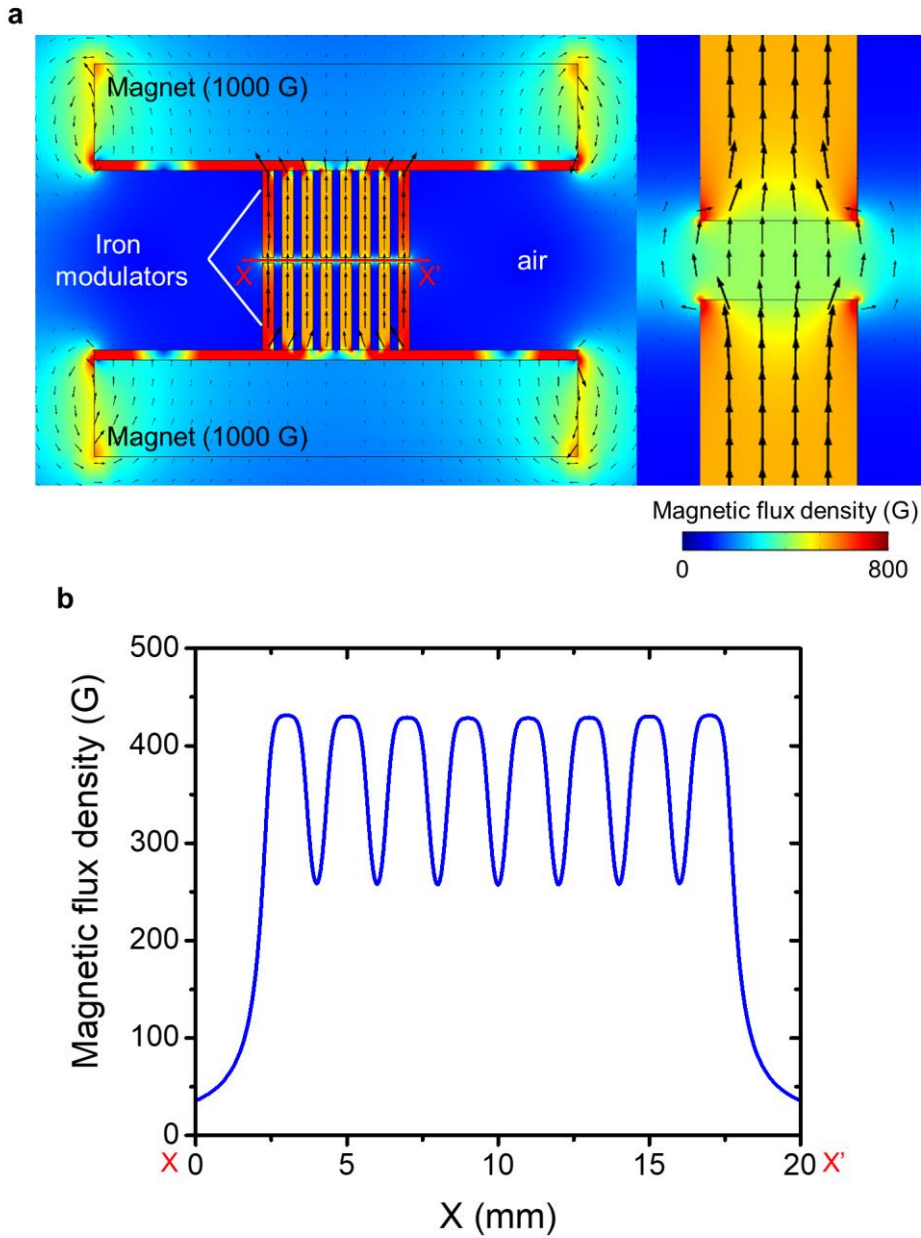 a
Magnet (1000 G)
Iron
modulators
X
X'
air
Magnet (1000 G)
Magnetic flux density (G)
0
800
b
Magnetic flux density (G)
500
400
300
200
100
0
X
0
5
10
15
20
X'
X (mm)